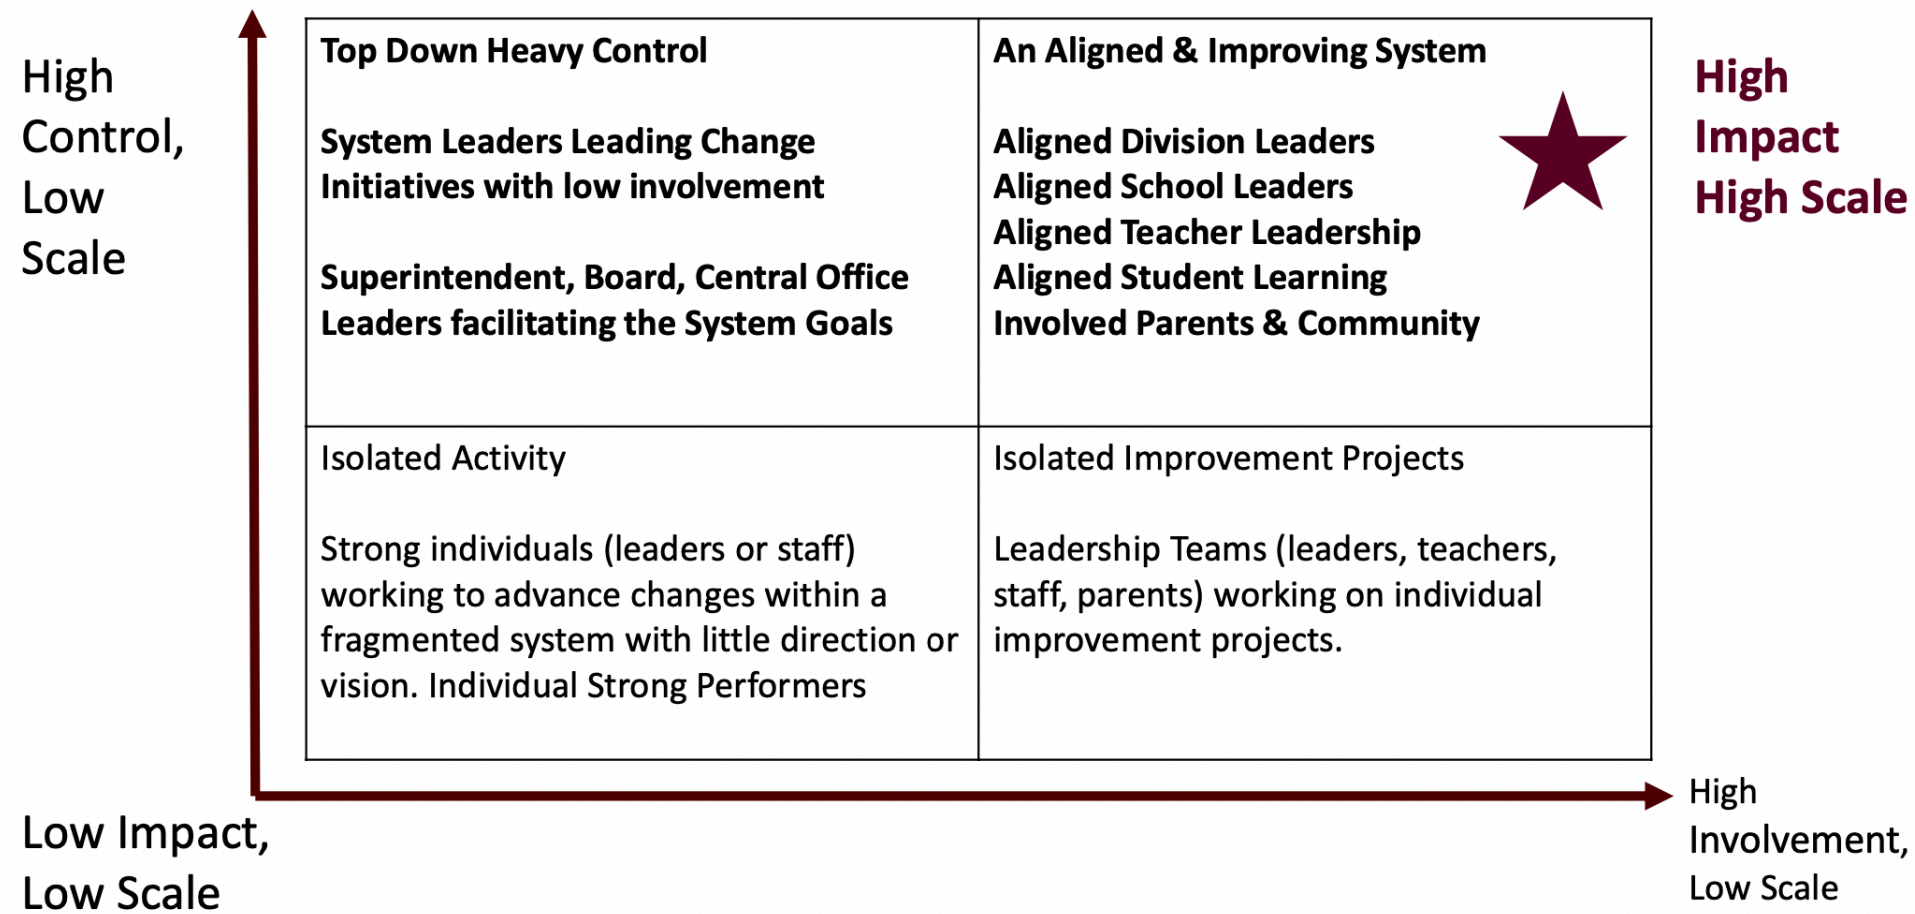 High
Control,
Low
Scale
Top Down Heavy Control
System Leaders Leading Change
Initiatives with low involvement
Superintendent, Board, Central Office
Leaders facilitating the System Goals
An Aligned & Improving System
Aligned Division Leaders
Aligned School Leaders
Aligned Teacher Leadership
Aligned Student Learning
Involved Parents & Community
High
Impact
High Scale
Isolated Activity
Strong individuals (leaders or staff)
working to advance changes within a
fragmented system with little direction or
vision. Individual Strong Performers
Isolated Improvement Projects
Leadership Teams (leaders, teachers,
staff, parents) working on individual
improvement projects.
Low Impact,
Low Scale
High
Involvement,
Low Scale